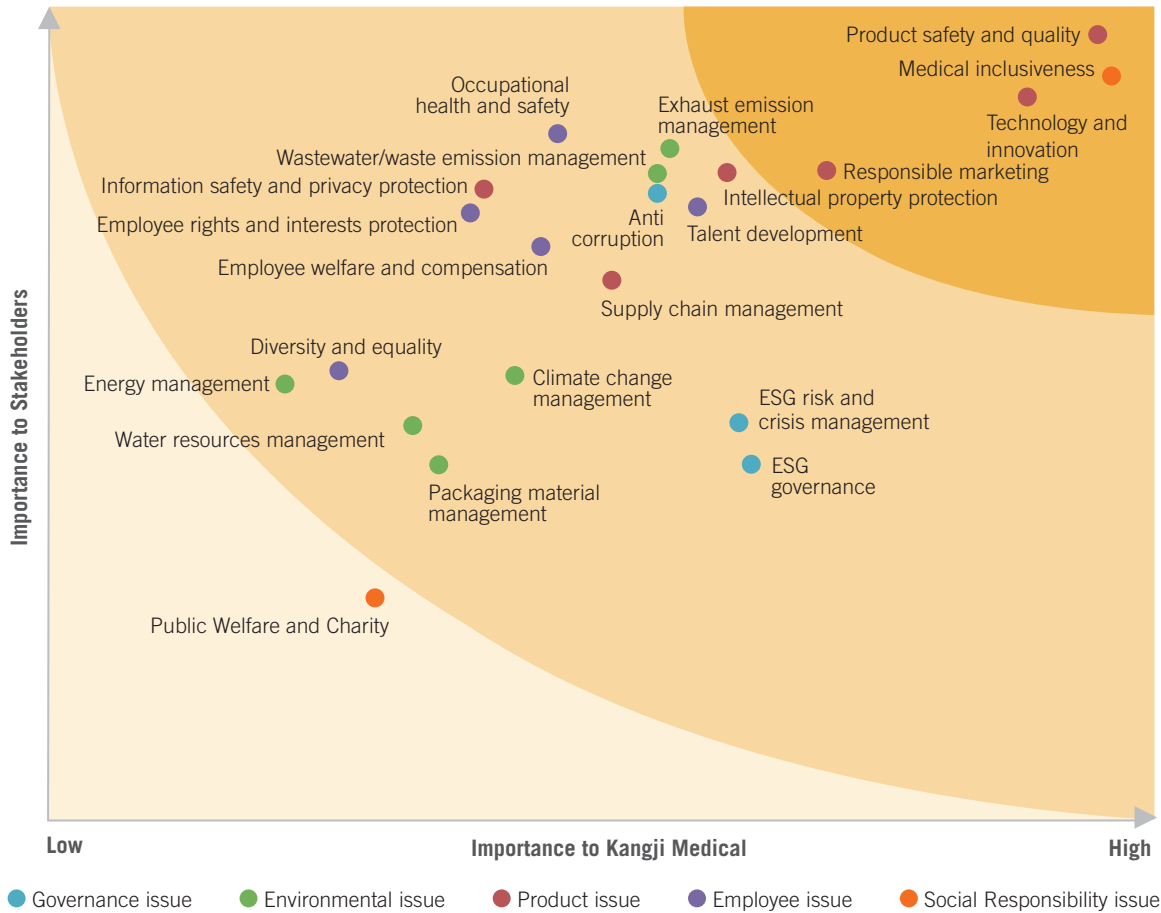 Product safety and quality
Medical inclusiveness
Technology and
innovation
Occupational
health and safety
Exhaust emission
management
Wastewater/waste emission management
Responsible marketing
Information safety and privacy protection
Intellectual property protection
Employee rights and interests protection
Anti
corruption
Talent development
Employee welfare and compensation
Supply chain management
Diversity and equality
Energy management
Climate change
management
ESG risk and
crisis management
Water resources management
ESG
governance
Packaging material
management
Public Welfare and Charity
Importance to Stakeholders
Low
Importance to Kangji Medical
High
Governance issue
Environmental issue
Product issue
Employee issue
Social Responsibility issue